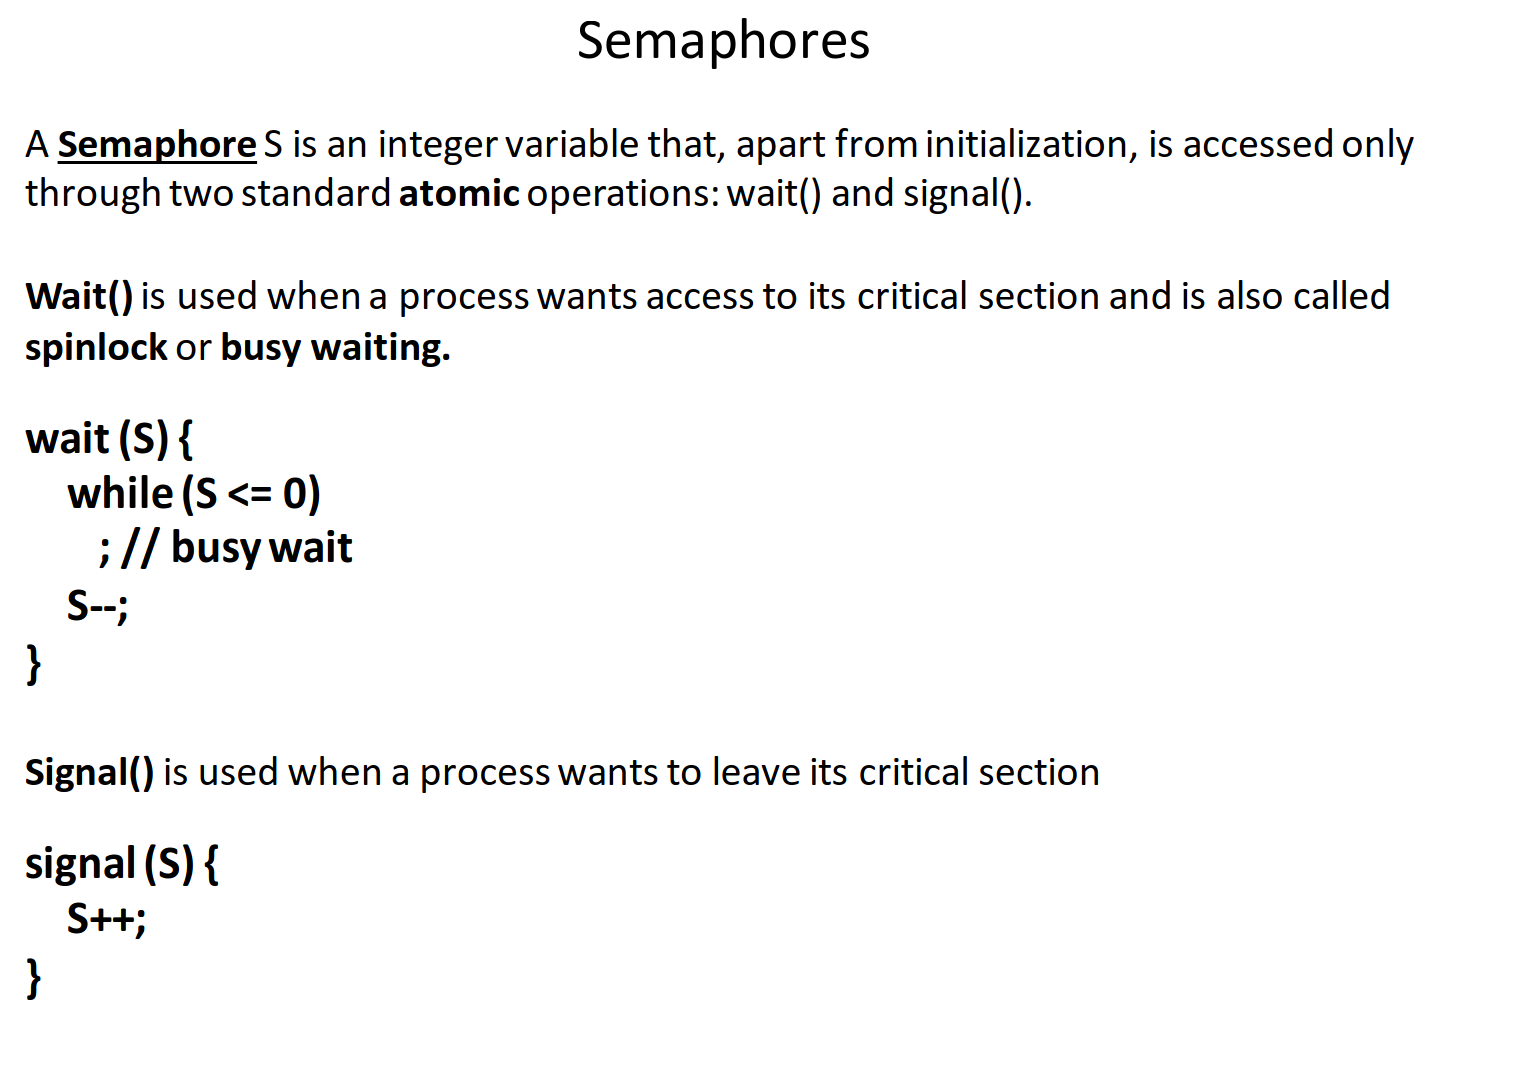 Semaphores
A Semaphore S is an integer variable that, apart from initialization, is accessed only
through two standard atomic operations: wait() and signal().
Wait() is used when a process wants access to its critical section and is also called
spinlock or busy waiting.
wait (S) {
while (S <= 0)
; // busy wait
S--;
}
Signal() is used when a process wants to leave its critical section
signal (S) {
S++;
}